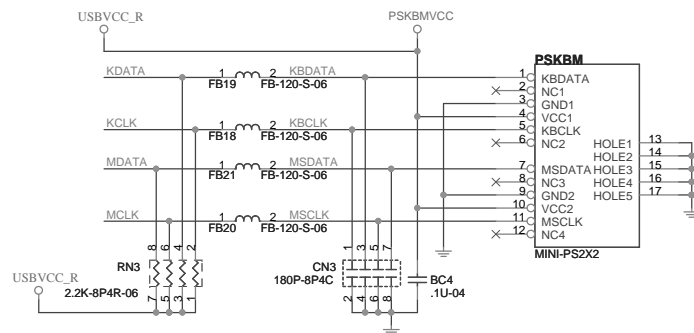 USBVCC_R
PSKBMVCC
PSKBM
KDATA 1 2 KBDATA
FB19 FB-120-S-06
KCLK 1 2 KBCLK
FB18 FB-120-S-06
MDATA 1 2 MSDATA
FB21 FB-120-S-06
MCLK 1 2 MSCLK
FB20 FB-120-S-06
1 KBDATA
2 NC1
3 GND1
4 VCC1
5 KBCLK
6 NC2
7 MSDATA
8 NC3
9 GND2
10 VCC2
11 MSCLK
12 NC4
HOLE1 13
HOLE2 14
HOLE3 15
HOLE4 16
HOLE5 17
MINI-PS2X2
8 6 4 2
RN3
2.2K-8P4R-06
7 5 3 1
USBVCC_R
1 3 5 7
CN3
180P-8P4C
2 4 6 8
BC4
.1U-04